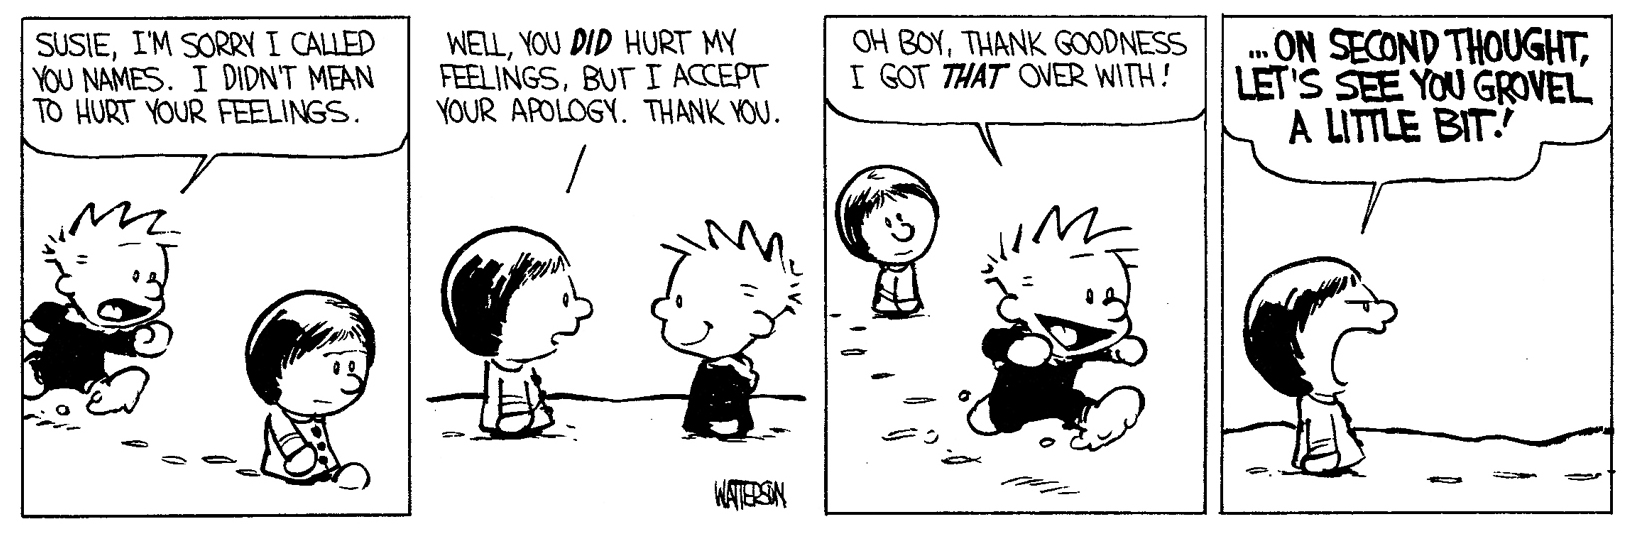 SUSIE, I'M SORRY I CALLED
YOU NAMES. I DIDN'T MEAN
TO HURT YOUR FEELINGS.
WELL, YOU DID HURT MY
FEELINGS, BUT I ACCEPT
YOUR APOLOGY. THANK YOU.
WATTERSON
OH BOY, THANK GOODNESS
I GOT THAT OVER WITH!
...ON SECOND THOUGHT,
LET'S SEE YOU GROVEL
A LITTLE BIT!